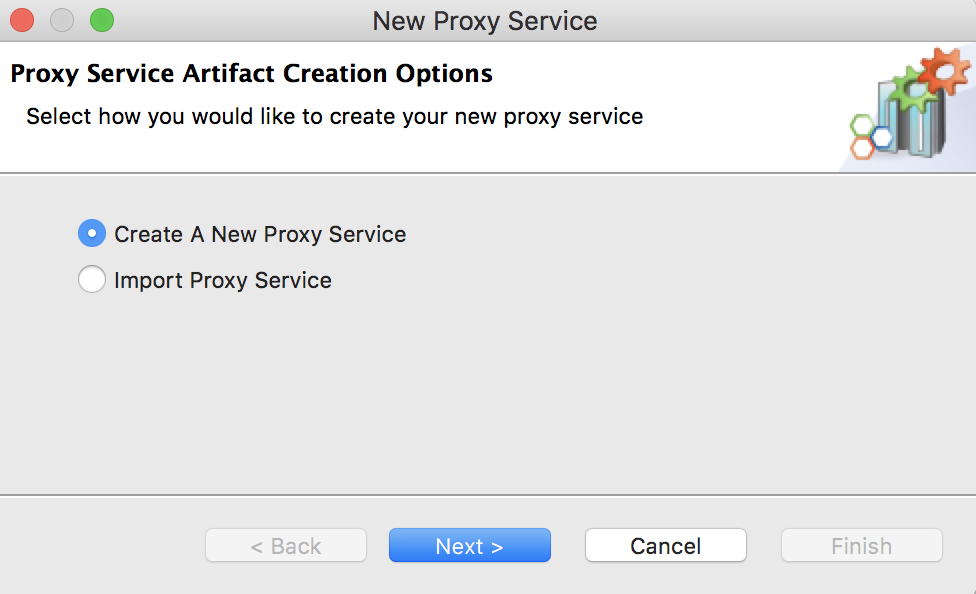 New Proxy Service
Proxy Service Artifact Creation Options
Select how you would like to create your new proxy service
Create A New Proxy Service
Import Proxy Service
< Back
Next >
Cancel
Finish